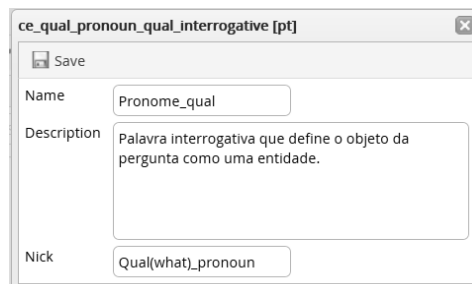 ce_qual_pronoun_qual_interrogative [pt]
Save
Name
Pronome_qual
Description
Palavra interrogativa que define o objeto da
pergunta como uma entidade.
Nick
Qual(what)_pronoun